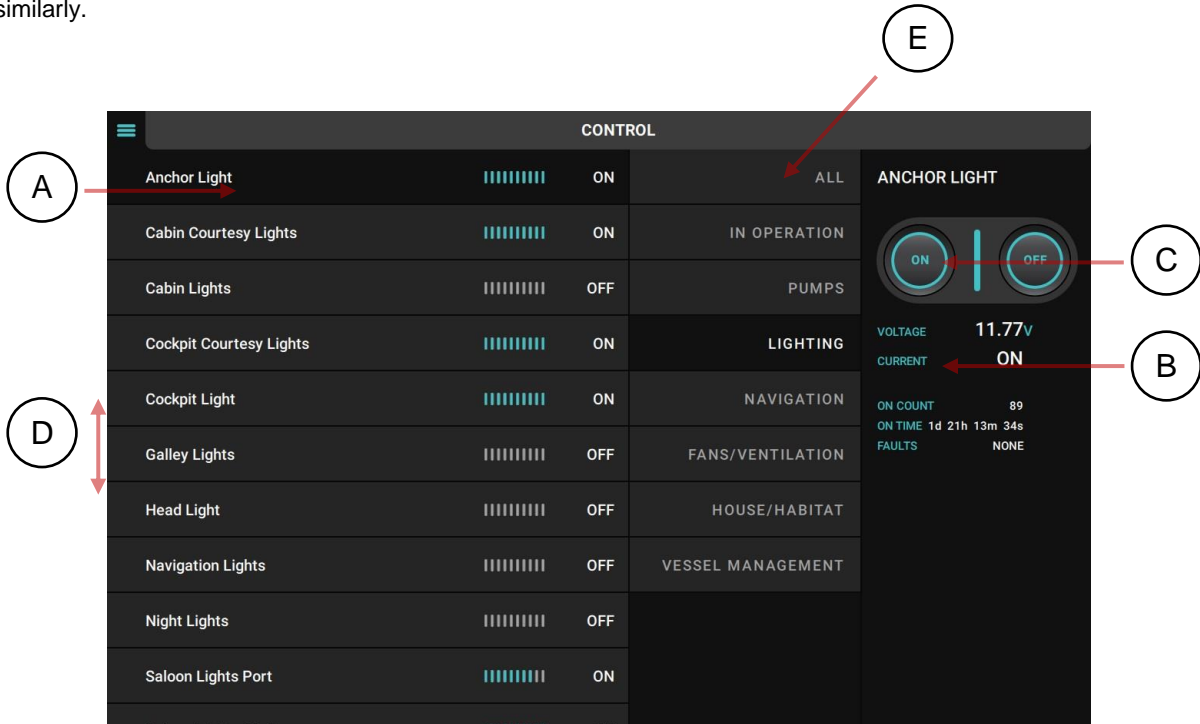 similarly.
E
CONTROL
A
Anchor Light ON
Cabin Courtesy Lights ON
Cabin Lights OFF
Cockpit Courtesy Lights ON
Cockpit Light ON
D
Galley Lights OFF
Head Light OFF
Navigation Lights OFF
Night Lights OFF
Saloon Lights Port ON
ALL
IN OPERATION
PUMPS
LIGHTING
NAVIGATION
FANS/VENTILATION
HOUSE/HABITAT
VESSEL MANAGEMENT
ANCHOR LIGHT
ON OFF
C
VOLTAGE 11.77V
CURRENT ON
B
ON COUNT 89
ON TIME 1d 21h 13m 34s
FAULTS NONE